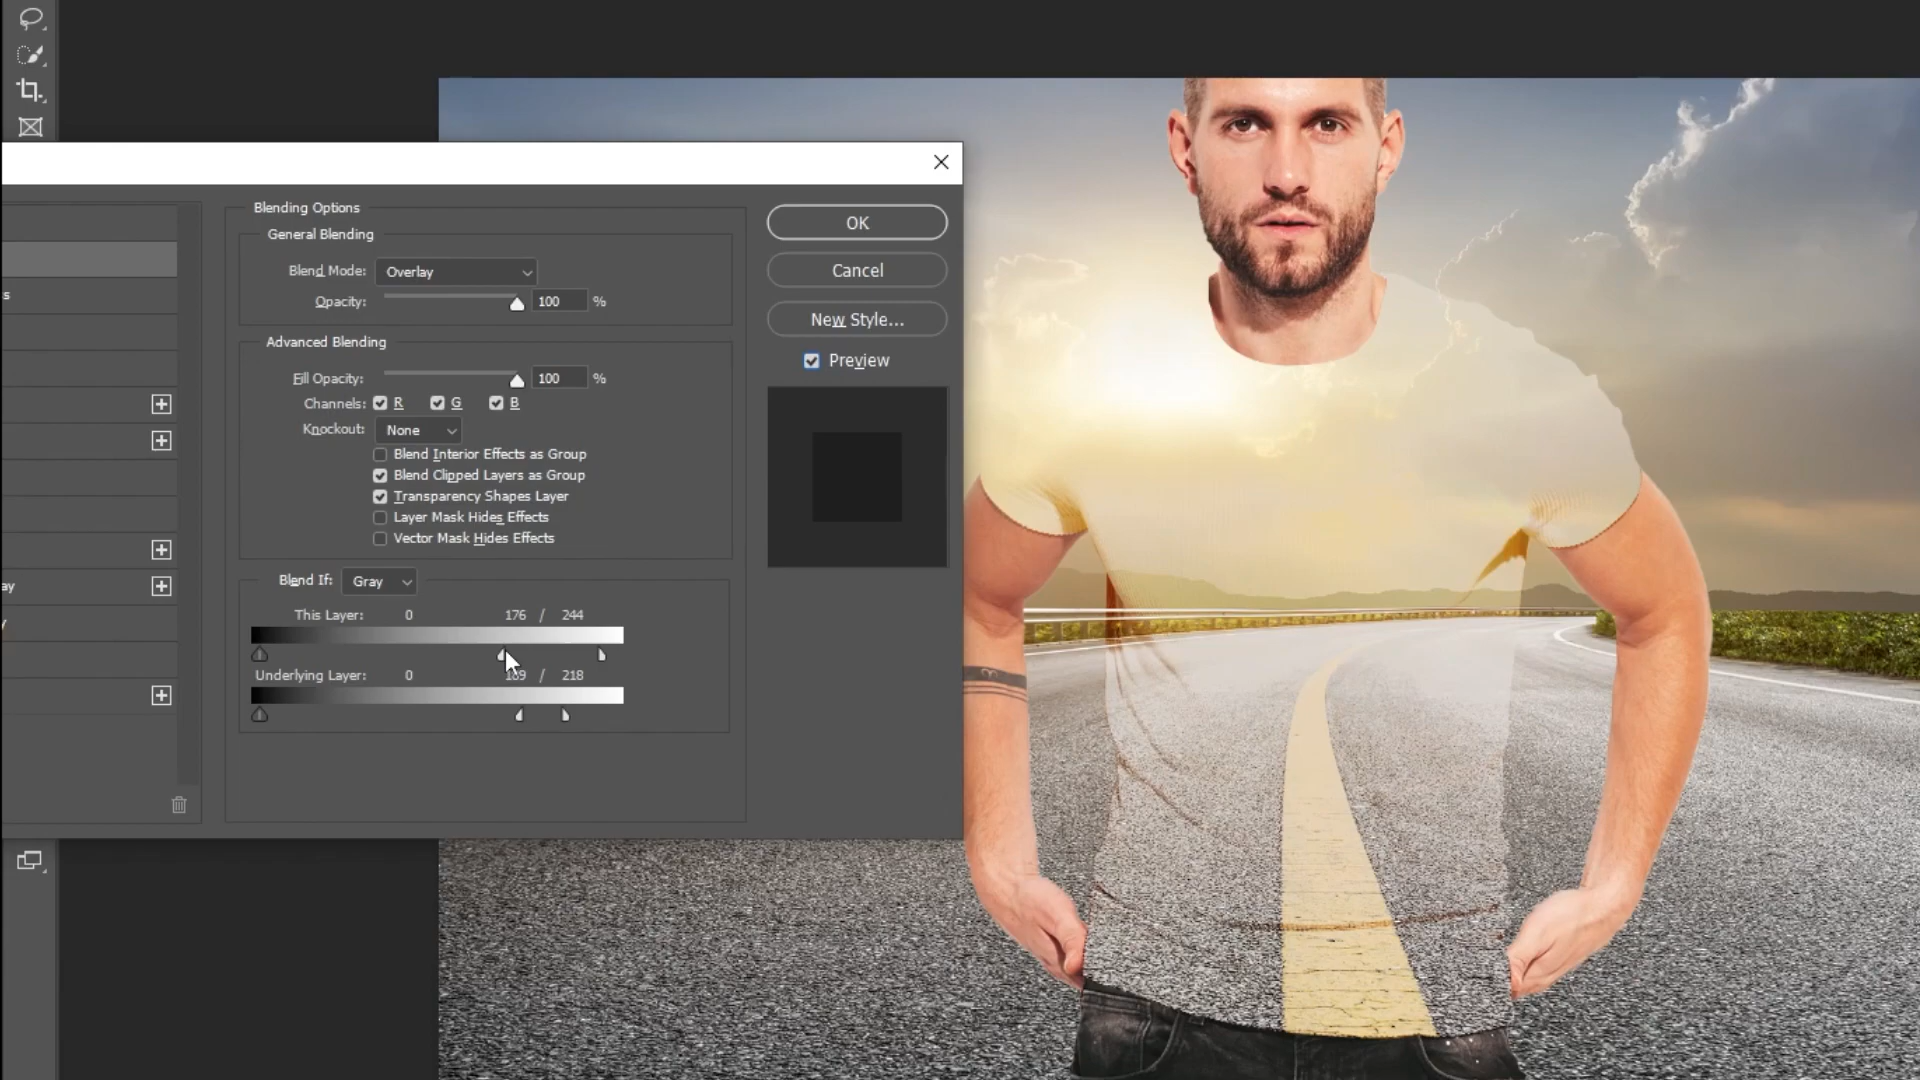 Blending Options
General Blending
Blend Mode: Overlay
Opacity: 100 %
Advanced Blending
Fill Opacity: 100 %
Channels: R G B
Knockout: None
Blend Interior Effects as Group
Blend Clipped Layers as Group
Transparency Shapes Layer
Layer Mask Hides Effects
Vector Mask Hides Effects
Blend If: Gray
This Layer: 0 176 / 244
Underlying Layer: 0 189 / 218
OK
Cancel
New Style...
Preview
s
ay
y